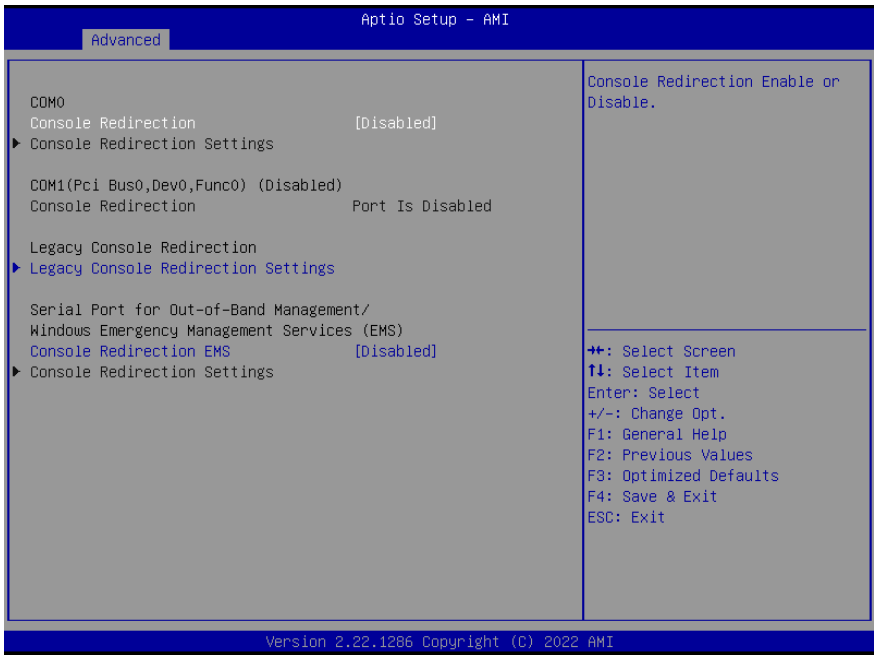 Aptio Setup – AMI
Advanced
COM0
Console Redirection [Disabled]
▶ Console Redirection Settings
COM1(Pci Bus0,Dev0,Func0) (Disabled)
Console Redirection Port Is Disabled
Legacy Console Redirection
▶ Legacy Console Redirection Settings
Serial Port for Out-of-Band Management/
Windows Emergency Management Services (EMS)
Console Redirection EMS [Disabled]
▶ Console Redirection Settings
Console Redirection Enable or
Disable.
→←: Select Screen
↑↓: Select Item
Enter: Select
+/-: Change Opt.
F1: General Help
F2: Previous Values
F3: Optimized Defaults
F4: Save & Exit
ESC: Exit
Version 2.22.1286 Copyright (C) 2022 AMI